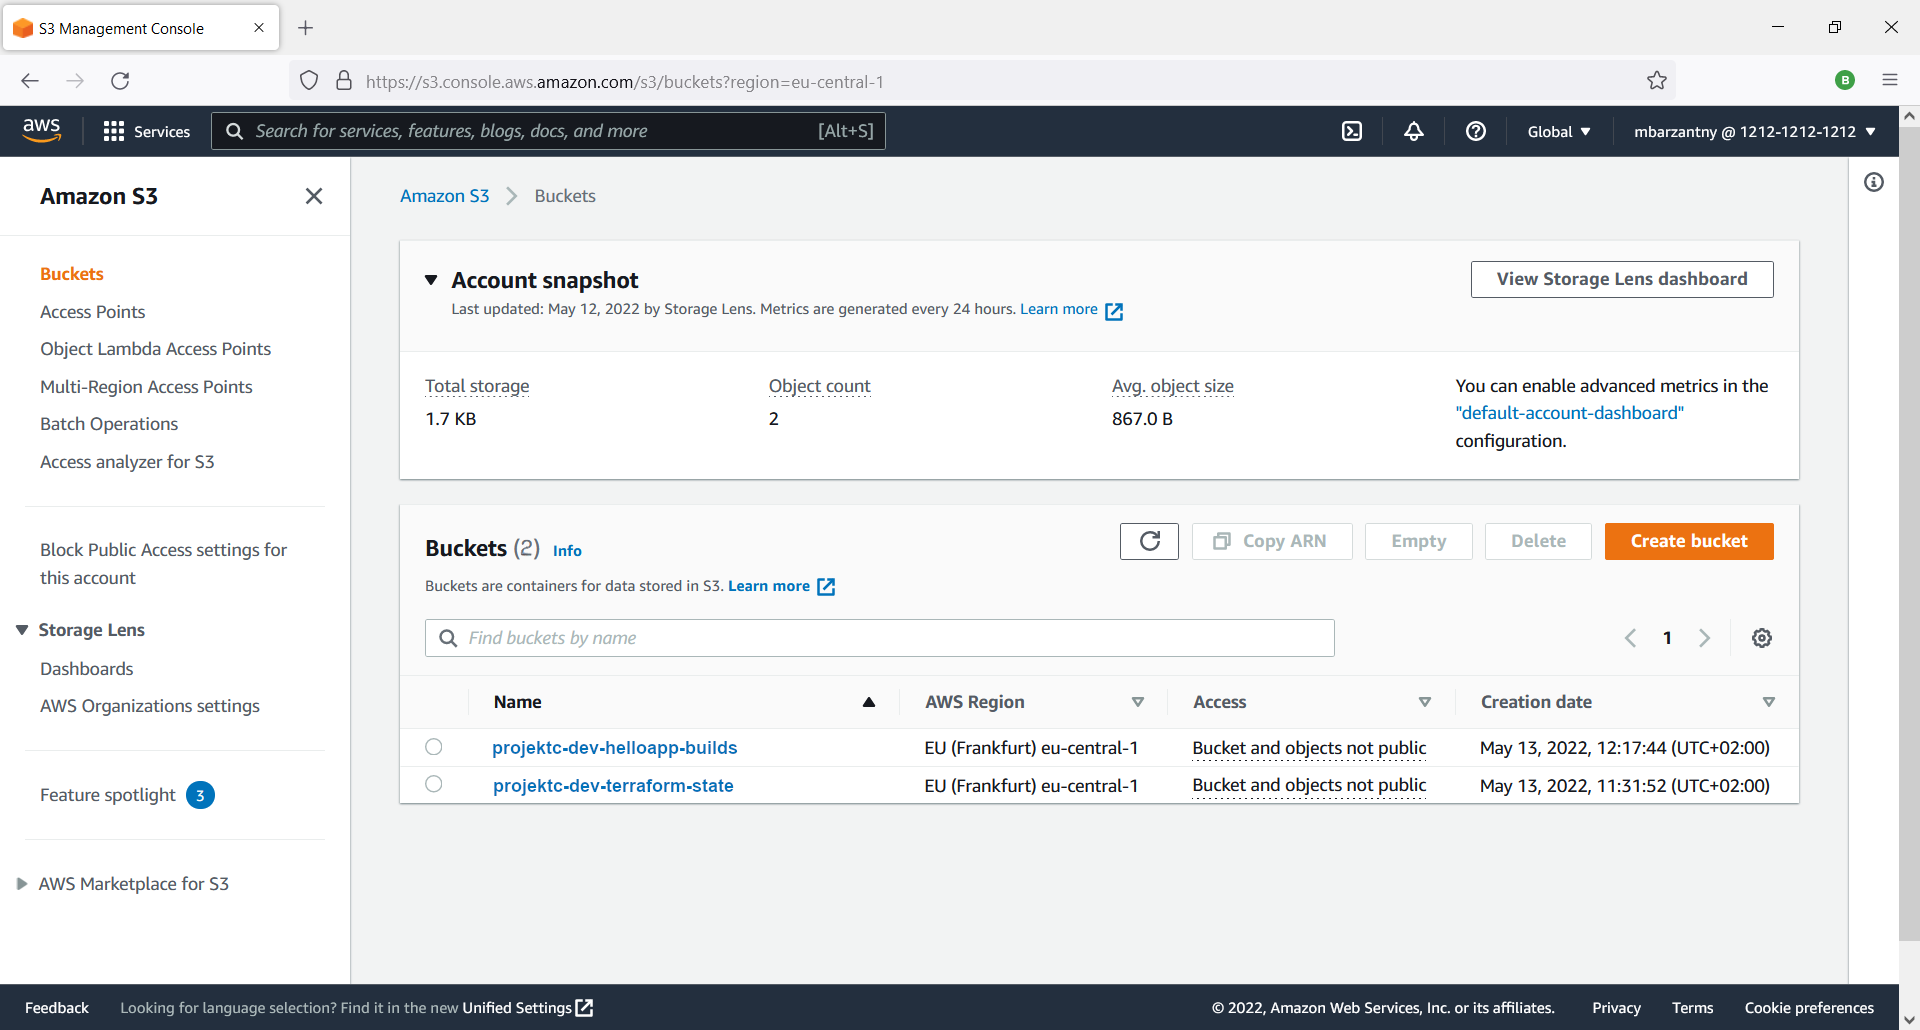 S3 Management Console
https://s3.console.aws.amazon.com/s3/buckets?region=eu-central-1
B
aws
Services
Search for services, features, blogs, docs, and more [Alt+S]
Global
mbarzantny @ 1212-1212-1212
Amazon S3
Buckets
Access Points
Object Lambda Access Points
Multi-Region Access Points
Batch Operations
Access analyzer for S3
Block Public Access settings for
this account
Storage Lens
Dashboards
AWS Organizations settings
Feature spotlight 3
AWS Marketplace for S3
Amazon S3 > Buckets
Account snapshot
Last updated: May 12, 2022 by Storage Lens. Metrics are generated every 24 hours. Learn more
View Storage Lens dashboard
Total storage
1.7 KB
Object count
2
Avg. object size
867.0 B
You can enable advanced metrics in the
"default-account-dashboard"
configuration.
Buckets (2) Info
Buckets are containers for data stored in S3. Learn more
Copy ARN
Empty
Delete
Create bucket
Find buckets by name
1
Name AWS Region Access Creation date
projektc-dev-helloapp-builds EU (Frankfurt) eu-central-1 Bucket and objects not public May 13, 2022, 12:17:44 (UTC+02:00)
projektc-dev-terraform-state EU (Frankfurt) eu-central-1 Bucket and objects not public May 13, 2022, 11:31:52 (UTC+02:00)
Feedback
Looking for language selection? Find it in the new Unified Settings
© 2022, Amazon Web Services, Inc. or its affiliates.
Privacy
Terms
Cookie preferences